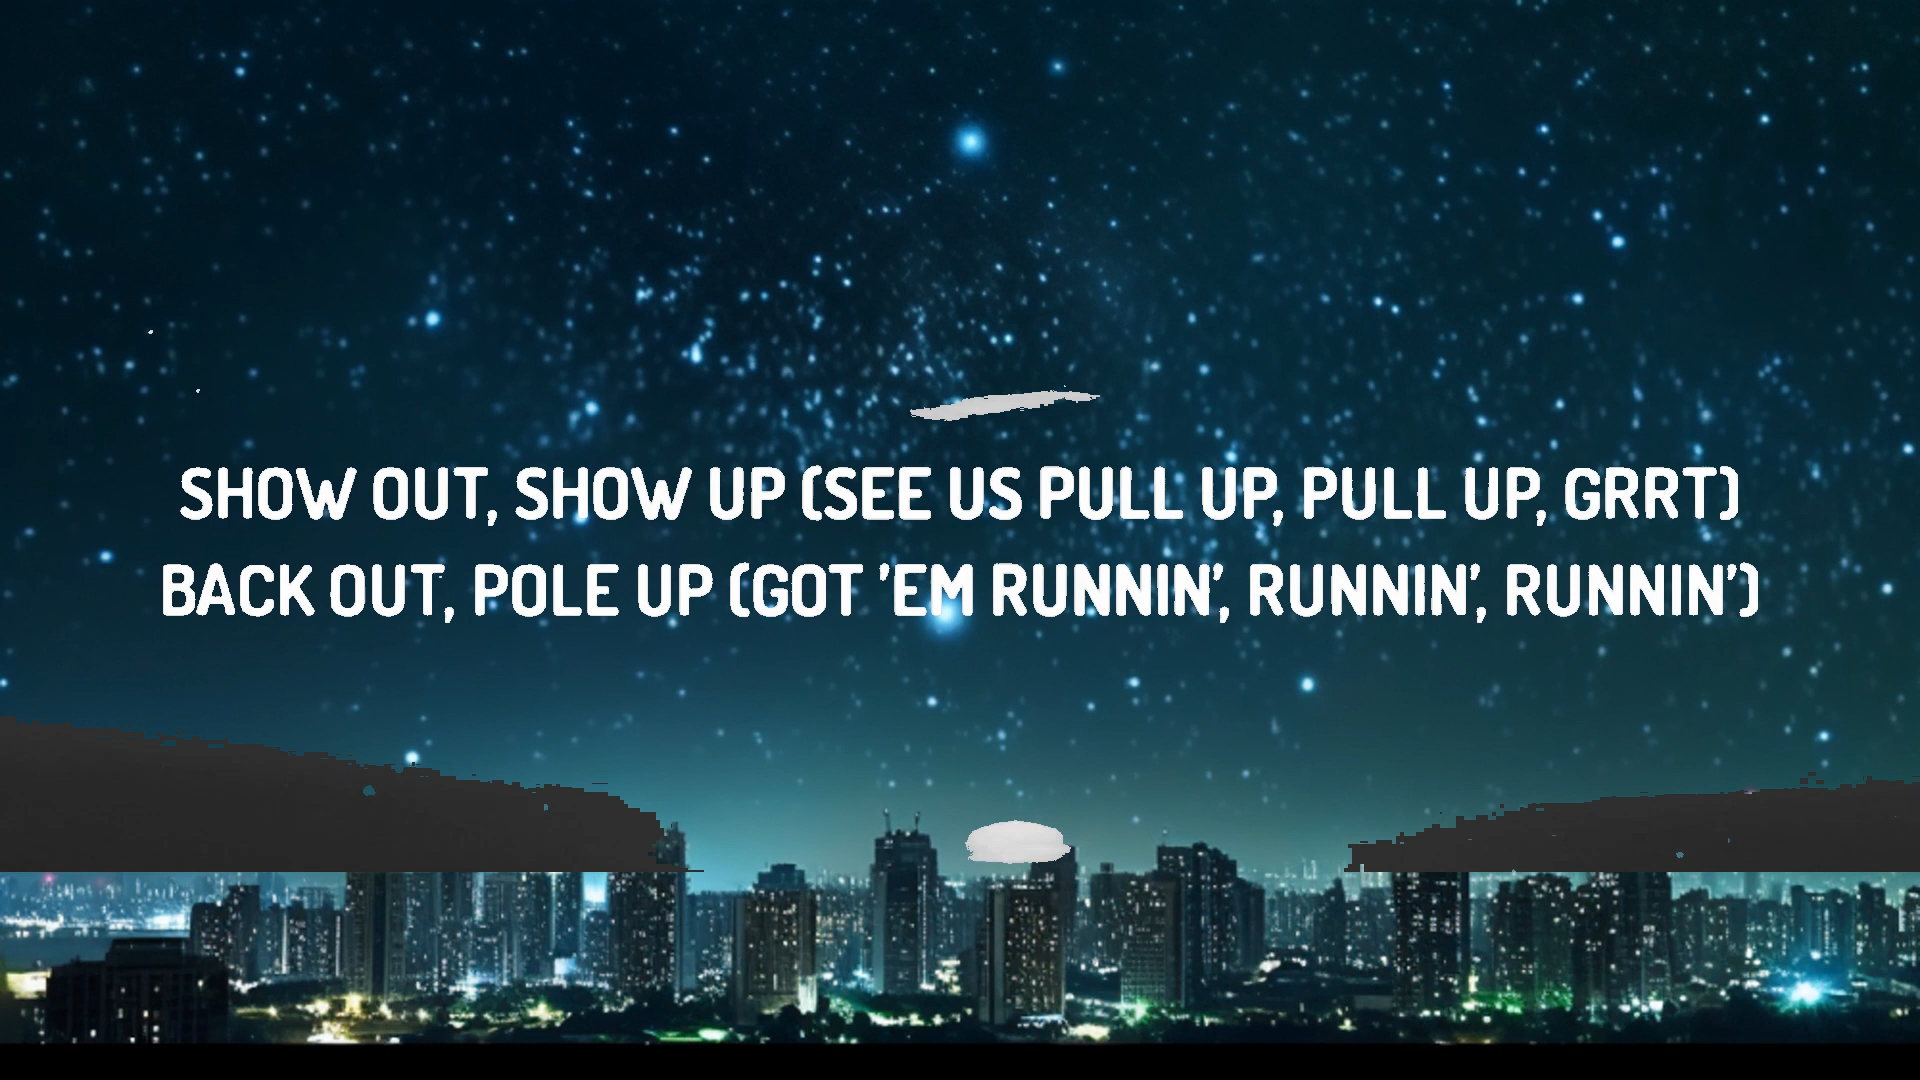 SHOW OUT, SHOW UP (SEE US PULL UP, PULL UP, GRRT)
BACK OUT, POLE UP (GOT 'EM RUNNIN', RUNNIN', RUNNIN')